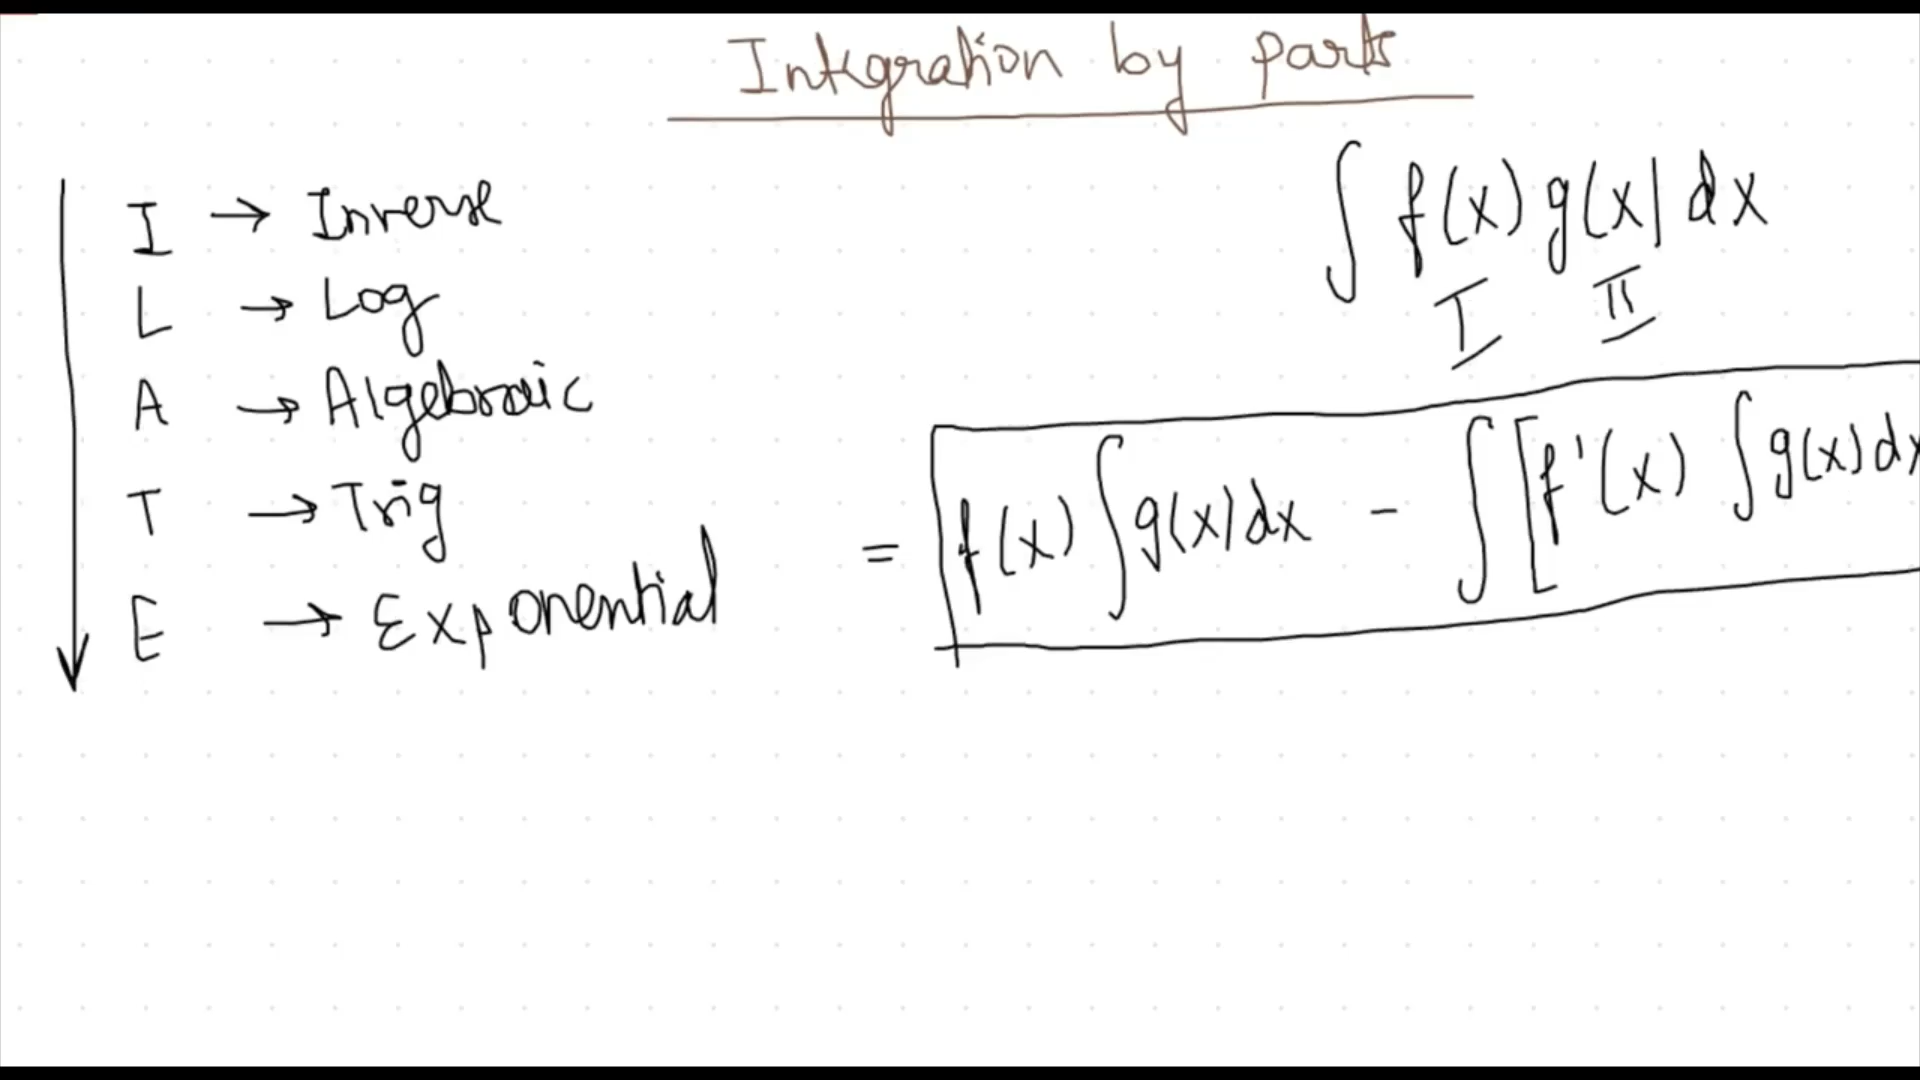 Integration by parts
I → Inverse
L → Log
A → Algebraic
T → Trig
E → Exponential
∫ f(x) g(x) dx
I II
= f(x) ∫ g(x) dx - ∫ [f'(x) ∫ g(x) dx